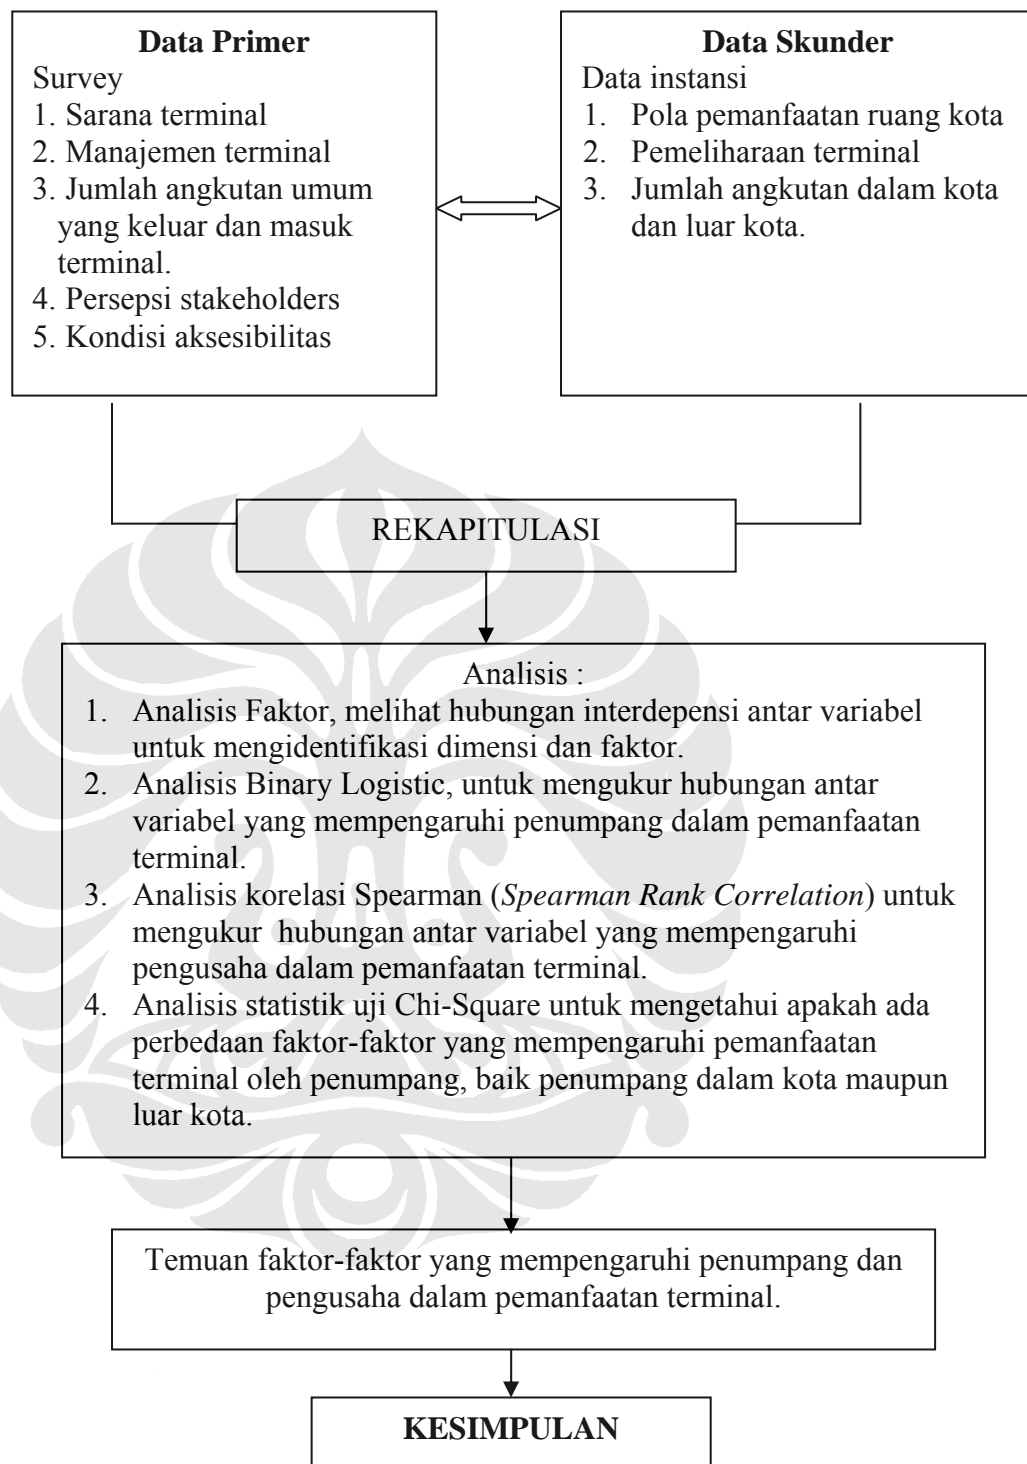 Data Primer
Survey
1. Sarana terminal
2. Manajemen terminal
3. Jumlah angkutan umum
yang keluar dan masuk
terminal.
4. Persepsi stakeholders
5. Kondisi aksesibilitas
Data Skunder
Data instansi
1. Pola pemanfaatan ruang kota
2. Pemeliharaan terminal
3. Jumlah angkutan dalam kota
dan luar kota.
REKAPITULASI
Analisis :
1. Analisis Faktor, melihat hubungan interdepensi antar variabel
untuk mengidentifikasi dimensi dan faktor.
2. Analisis Binary Logistic, untuk mengukur hubungan antar
variabel yang mempengaruhi penumpang dalam pemanfaatan
terminal.
3. Analisis korelasi Spearman (Spearman Rank Correlation) untuk
mengukur hubungan antar variabel yang mempengaruhi
pengusaha dalam pemanfaatan terminal.
4. Analisis statistik uji Chi-Square untuk mengetahui apakah ada
perbedaan faktor-faktor yang mempengaruhi pemanfaatan
terminal oleh penumpang, baik penumpang dalam kota maupun
luar kota.
Temuan faktor-faktor yang mempengaruhi penumpang dan
pengusaha dalam pemanfaatan terminal.
KESIMPULAN